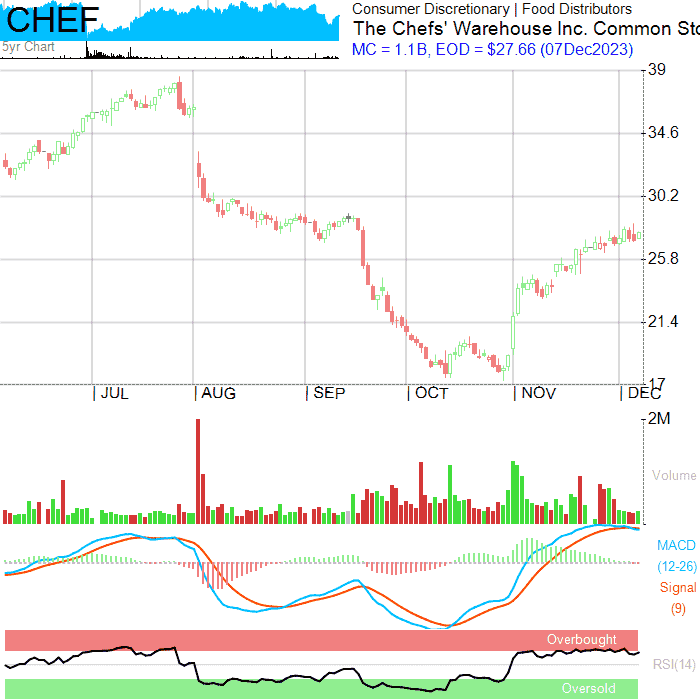 CHEF
5yr Chart
Consumer Discretionary | Food Distributors
The Chefs' Warehouse Inc. Common Sto
MC = 1.1B, EOD = $27.66 (07Dec2023)
39
34.6
30.2
25.8
21.4
17
JUL AUG SEP OCT NOV DEC
2M
Volume
MACD
(12-26)
Signal
(9)
Overbought
RSI(14)
Oversold